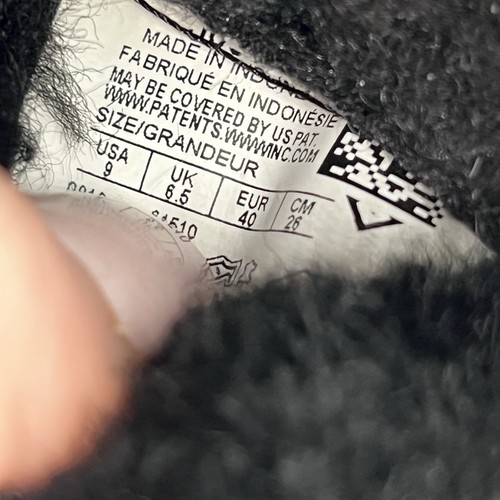 MADE IN
FABRIQUÉ EN INDONÉSIE
MAY BE COVERED BY US PAT.
WWW.PATENTS.WWWINC.COM
SIZE/GRANDEUR
USA UK EUR CM
9 6.5 40 26